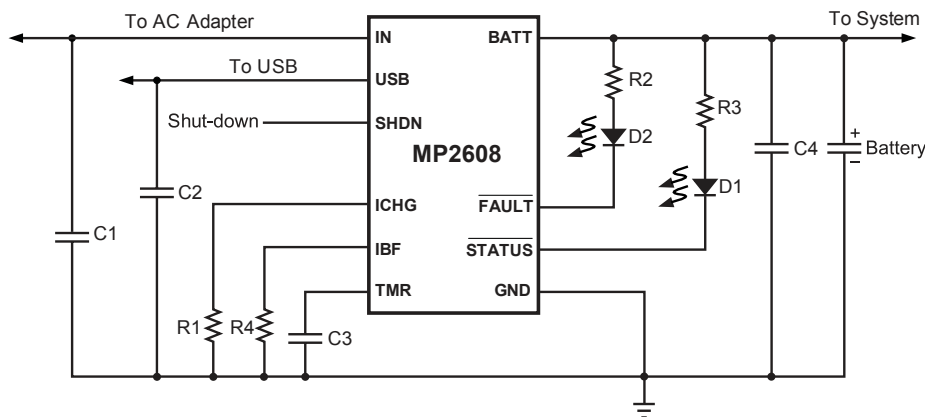 To AC Adapter
To System
IN
BATT
To USB
USB
R2
R3
Shut-down
SHDN
D2
MP2608
C4
+
Battery
–
D1
C2
ICHG
FAULT
C1
IBF
STATUS
TMR
GND
R1
R4
C3